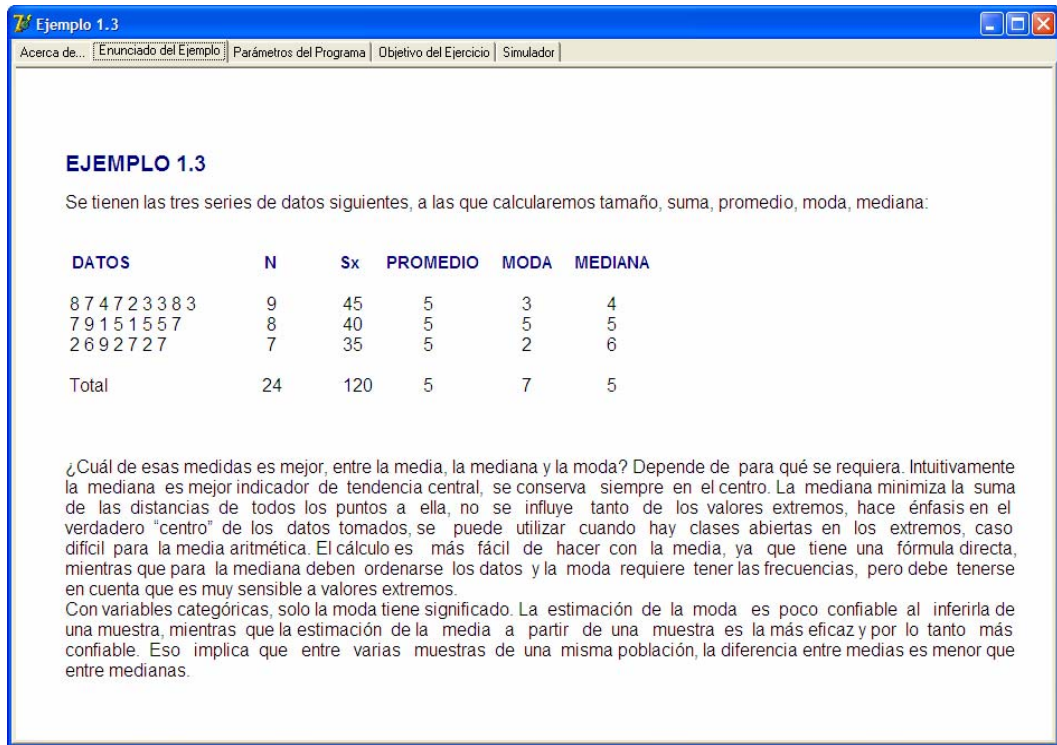 Ejemplo 1.3
Acerca de... Enunciado del Ejemplo Parámetros del Programa Objetivo del Ejercicio Simulador
EJEMPLO 1.3
Se tienen las tres series de datos siguientes, a las que calcularemos tamaño, suma, promedio, moda, mediana:
DATOS N Sx PROMEDIO MODA MEDIANA
8 7 4 7 2 3 3 8 3 9 45 5 3 4
7 9 1 5 1 5 5 7 8 40 5 5 5
2 6 9 2 7 2 7 7 35 5 2 6
Total 24 120 5 7 5
¿Cuál de esas medidas es mejor, entre la media, la mediana y la moda? Depende de para qué se requiera. Intuitivamente
la mediana es mejor indicador de tendencia central, se conserva siempre en el centro. La mediana minimiza la suma
de las distancias de todos los puntos a ella, no se influye tanto de los valores extremos, hace énfasis en el
verdadero “centro” de los datos tomados, se puede utilizar cuando hay clases abiertas en los extremos, caso
difícil para la media aritmética. El cálculo es más fácil de hacer con la media, ya que tiene una fórmula directa,
mientras que para la mediana deben ordenarse los datos y la moda requiere tener las frecuencias, pero debe tenerse
en cuenta que es muy sensible a valores extremos.
Con variables categóricas, solo la moda tiene significado. La estimación de la moda es poco confiable al inferirla de
una muestra, mientras que la estimación de la media a partir de una muestra es la más eficaz y por lo tanto más
confiable. Eso implica que entre varias muestras de una misma población, la diferencia entre medias es menor que
entre medianas.